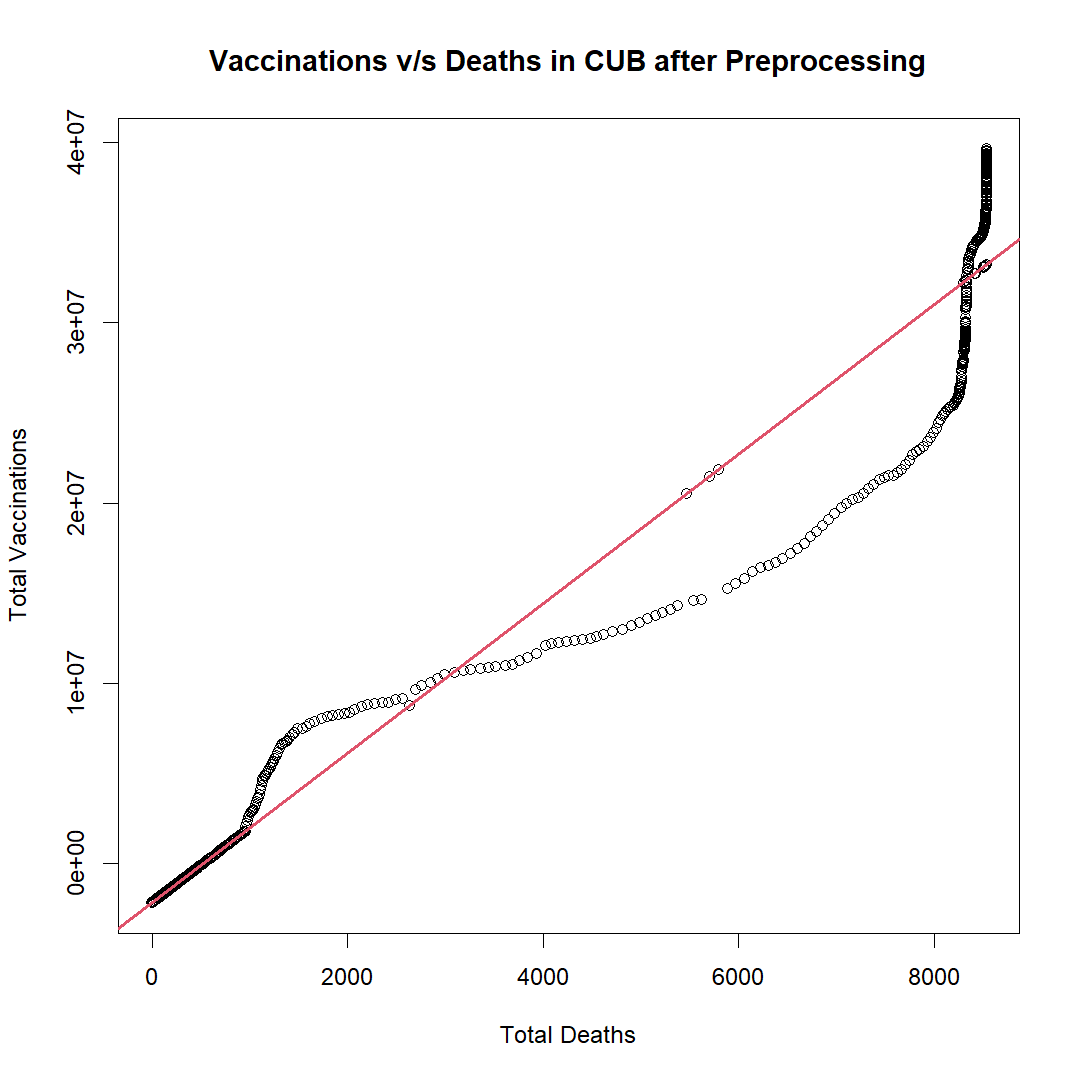 Vaccinations v/s Deaths in CUB after Preprocessing
Total Vaccinations
4e+07
3e+07
2e+07
1e+07
0e+00
0 2000 4000 6000 8000
Total Deaths